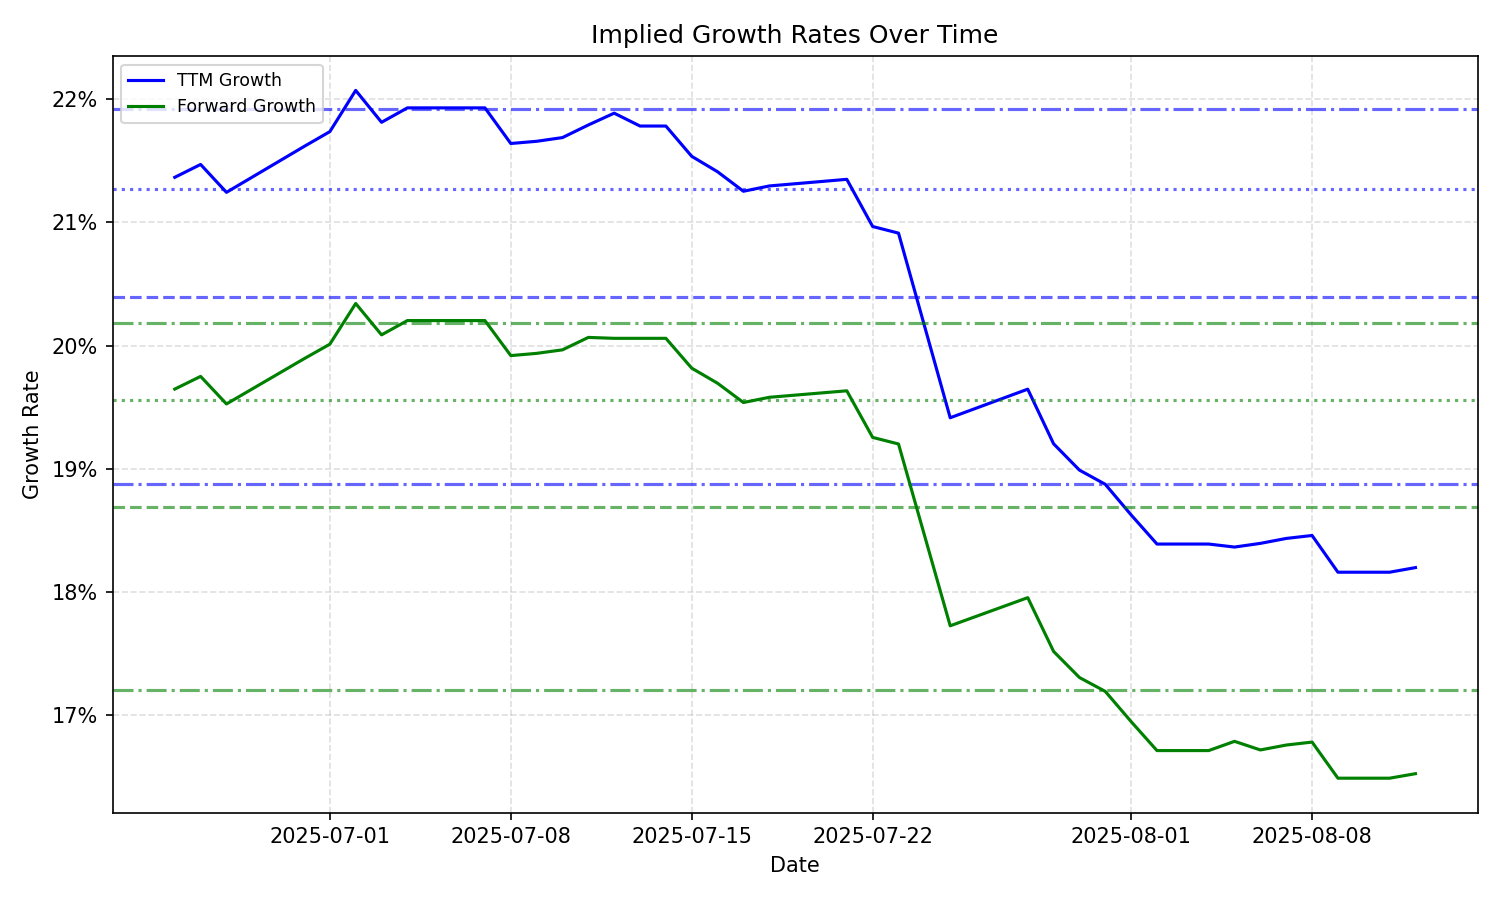 Implied Growth Rates Over Time
TTM Growth
Forward Growth
22%
21%
20%
19%
18%
17%
Growth Rate
2025-07-01 2025-07-08 2025-07-15 2025-07-22 2025-08-01 2025-08-08
Date